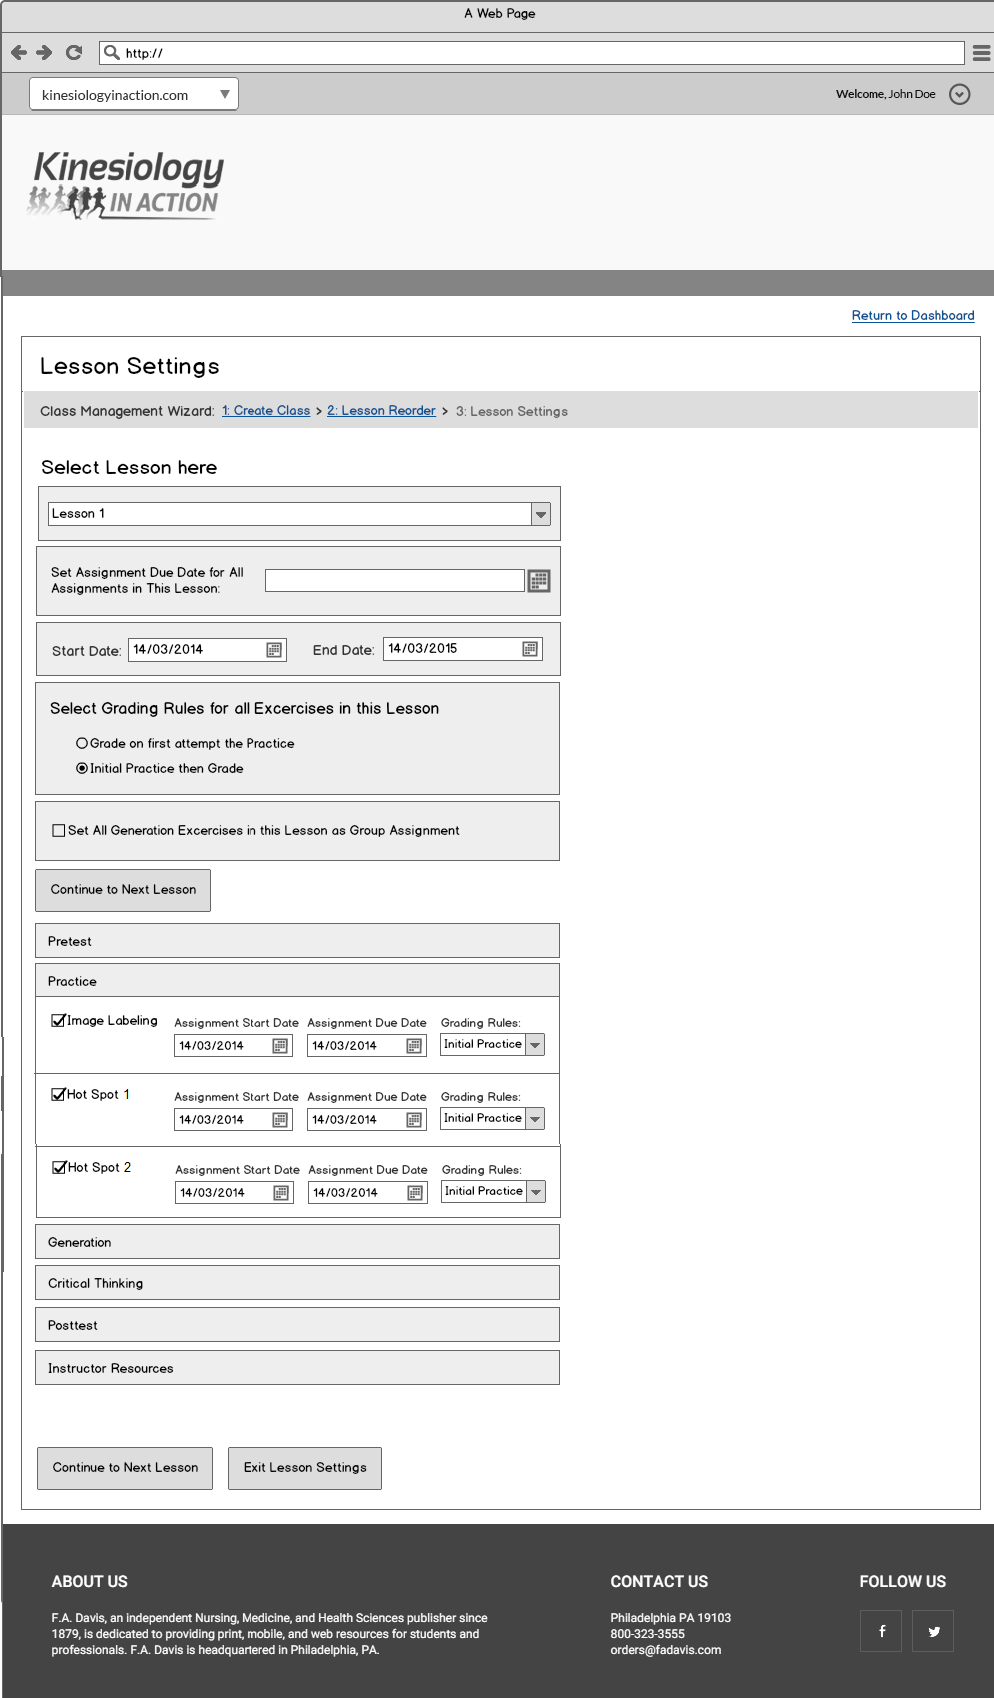 A Web Page
http://
kinesiologyinaction.com
Welcome, John Doe
Kinesiology
IN ACTION
Return to Dashboard
Lesson Settings
Class Management Wizard: 1: Create Class > 2: Lesson Reorder > 3: Lesson Settings
Select Lesson here
Lesson 1
Set Assignment Due Date for All
Assignments in This Lesson:
Start Date: 14/03/2014 End Date: 14/03/2015
Select Grading Rules for all Excercises in this Lesson
Grade on first attempt the Practice
Initial Practice then Grade
Set All Generation Excercises in this Lesson as Group Assignment
Continue to Next Lesson
Pretest
Practice
Image Labeling Assignment Start Date Assignment Due Date Grading Rules:
14/03/2014 14/03/2014 Initial Practice
Hot Spot 1 Assignment Start Date Assignment Due Date Grading Rules:
14/03/2014 14/03/2014 Initial Practice
Hot Spot 2 Assignment Start Date Assignment Due Date Grading Rules:
14/03/2014 14/03/2014 Initial Practice
Generation
Critical Thinking
Posttest
Instructor Resources
Continue to Next Lesson Exit Lesson Settings
ABOUT US
F.A. Davis, an independent Nursing, Medicine, and Health Sciences publisher since
1879, is dedicated to providing print, mobile, and web resources for students and
professionals. F.A. Davis is headquartered in Philadelphia, PA.
CONTACT US
Philadelphia PA 19103
800-323-3555
orders@fadavis.com
FOLLOW US